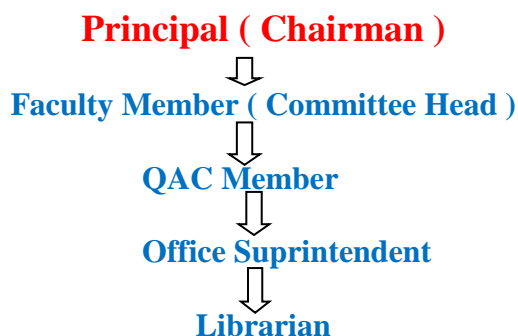 Principal ( Chairman )
Faculty Member ( Committee Head )
QAC Member
Office Suprintendent
Librarian